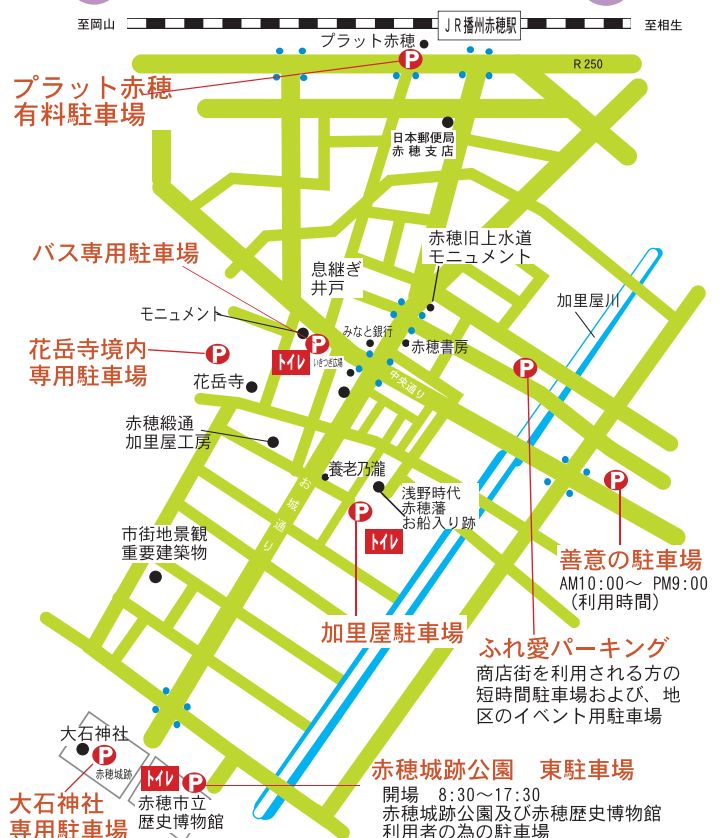 至岡山
JR播州赤穂駅
至相生
プラット赤穂
R 250
プラット赤穂
有料駐車場
日本郵便局
赤穂支店
バス専用駐車場
赤穂旧上水道
モニュメント
息継ぎ
井戸
加里屋川
モニュメント
みなと銀行
赤穂書房
トイレ
いきつぎ広場
花岳寺境内
専用駐車場
花岳寺
中央通り
赤穂緞通
加里屋工房
養老乃瀧
お城通り
浅野時代
赤穂藩
お船入り跡
トイレ
市街地景観
重要建築物
善意の駐車場
AM10:00～ PM9:00
(利用時間)
加里屋駐車場
ふれ愛パーキング
商店街を利用される方の
短時間駐車場および、地
区のイベント用駐車場
大石神社
赤穂城跡
トイレ
赤穂市立
歴史博物館
大石神社
専用駐車場
赤穂城跡公園 東駐車場
開場 8:30～17:30
赤穂城跡公園及び赤穂歴史博物館
利用者の為の駐車場
P
P
P
P
P
P
P
P